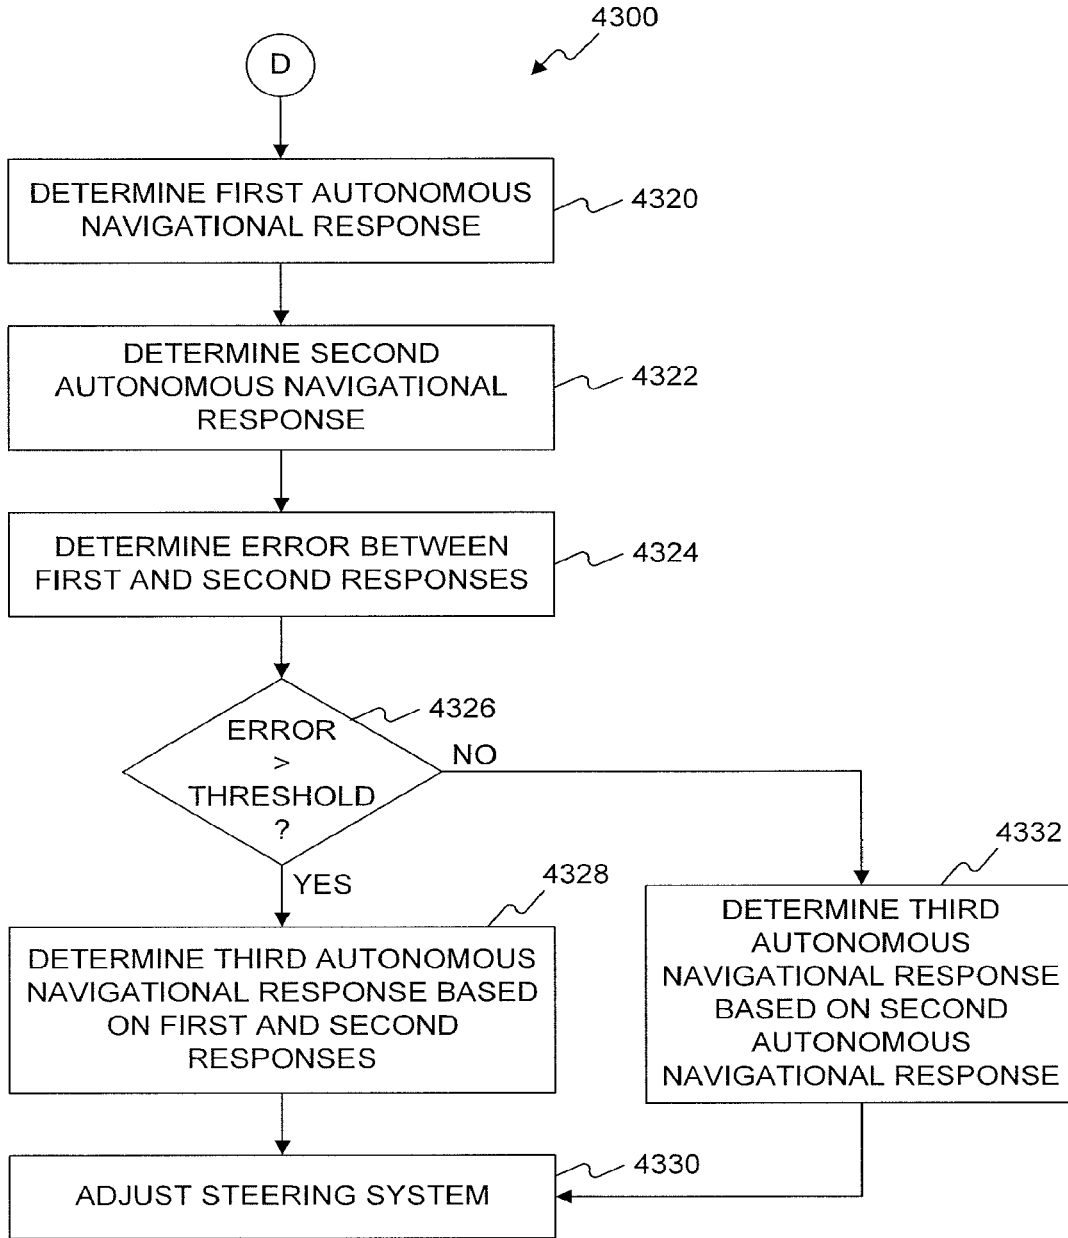 4300
D
DETERMINE FIRST AUTONOMOUS
NAVIGATIONAL RESPONSE
4320
DETERMINE SECOND
AUTONOMOUS NAVIGATIONAL
RESPONSE
4322
DETERMINE ERROR BETWEEN
FIRST AND SECOND RESPONSES
4324
ERROR
>
THRESHOLD
?
4326
NO
YES
4328
DETERMINE THIRD AUTONOMOUS
NAVIGATIONAL RESPONSE BASED
ON FIRST AND SECOND
RESPONSES
4332
DETERMINE THIRD
AUTONOMOUS
NAVIGATIONAL RESPONSE
BASED ON SECOND
AUTONOMOUS
NAVIGATIONAL RESPONSE
ADJUST STEERING SYSTEM
4330